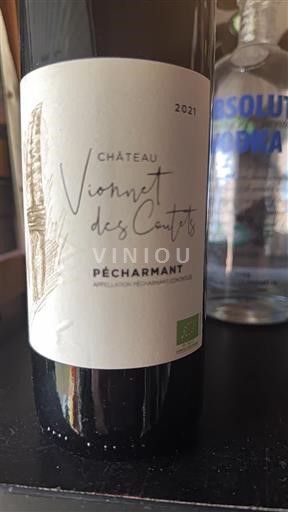 2021
CHÂTEAU
Vionnet
des Coutets
VINIOU
PÉCHARMANT
APPELLATION PÉCHARMANT CONTRÔLÉE
ABSOLUT
VODKA